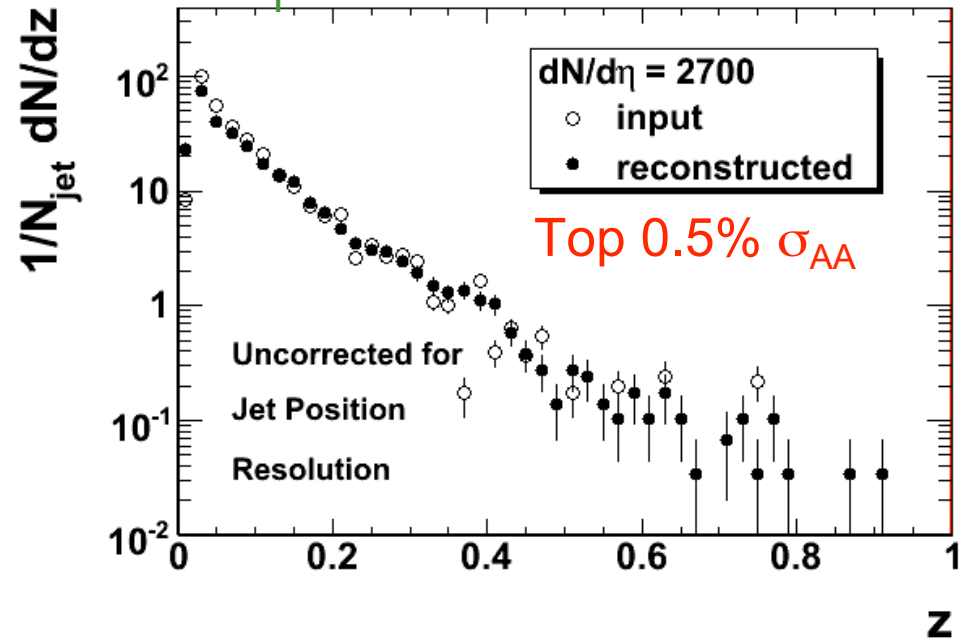 1/N_jet dN/dz
10^2
10
1
10^-1
10^-2
dN/dη = 2700
input
reconstructed
Top 0.5% σ_AA
Uncorrected for
Jet Position
Resolution
0 0.2 0.4 0.6 0.8 1
z